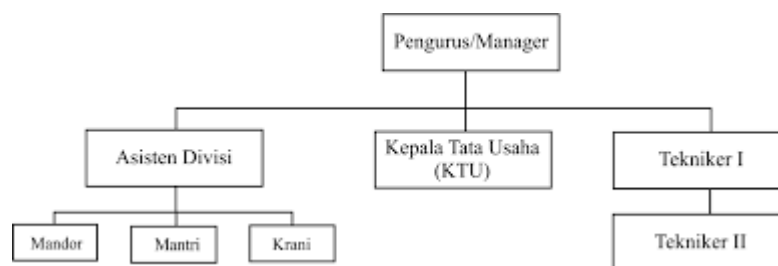 Pengurus/Manager
Asisten Divisi
Kepala Tata Usaha
(KTU)
Tekniker I
Mandor
Mantri
Krani
Tekniker II